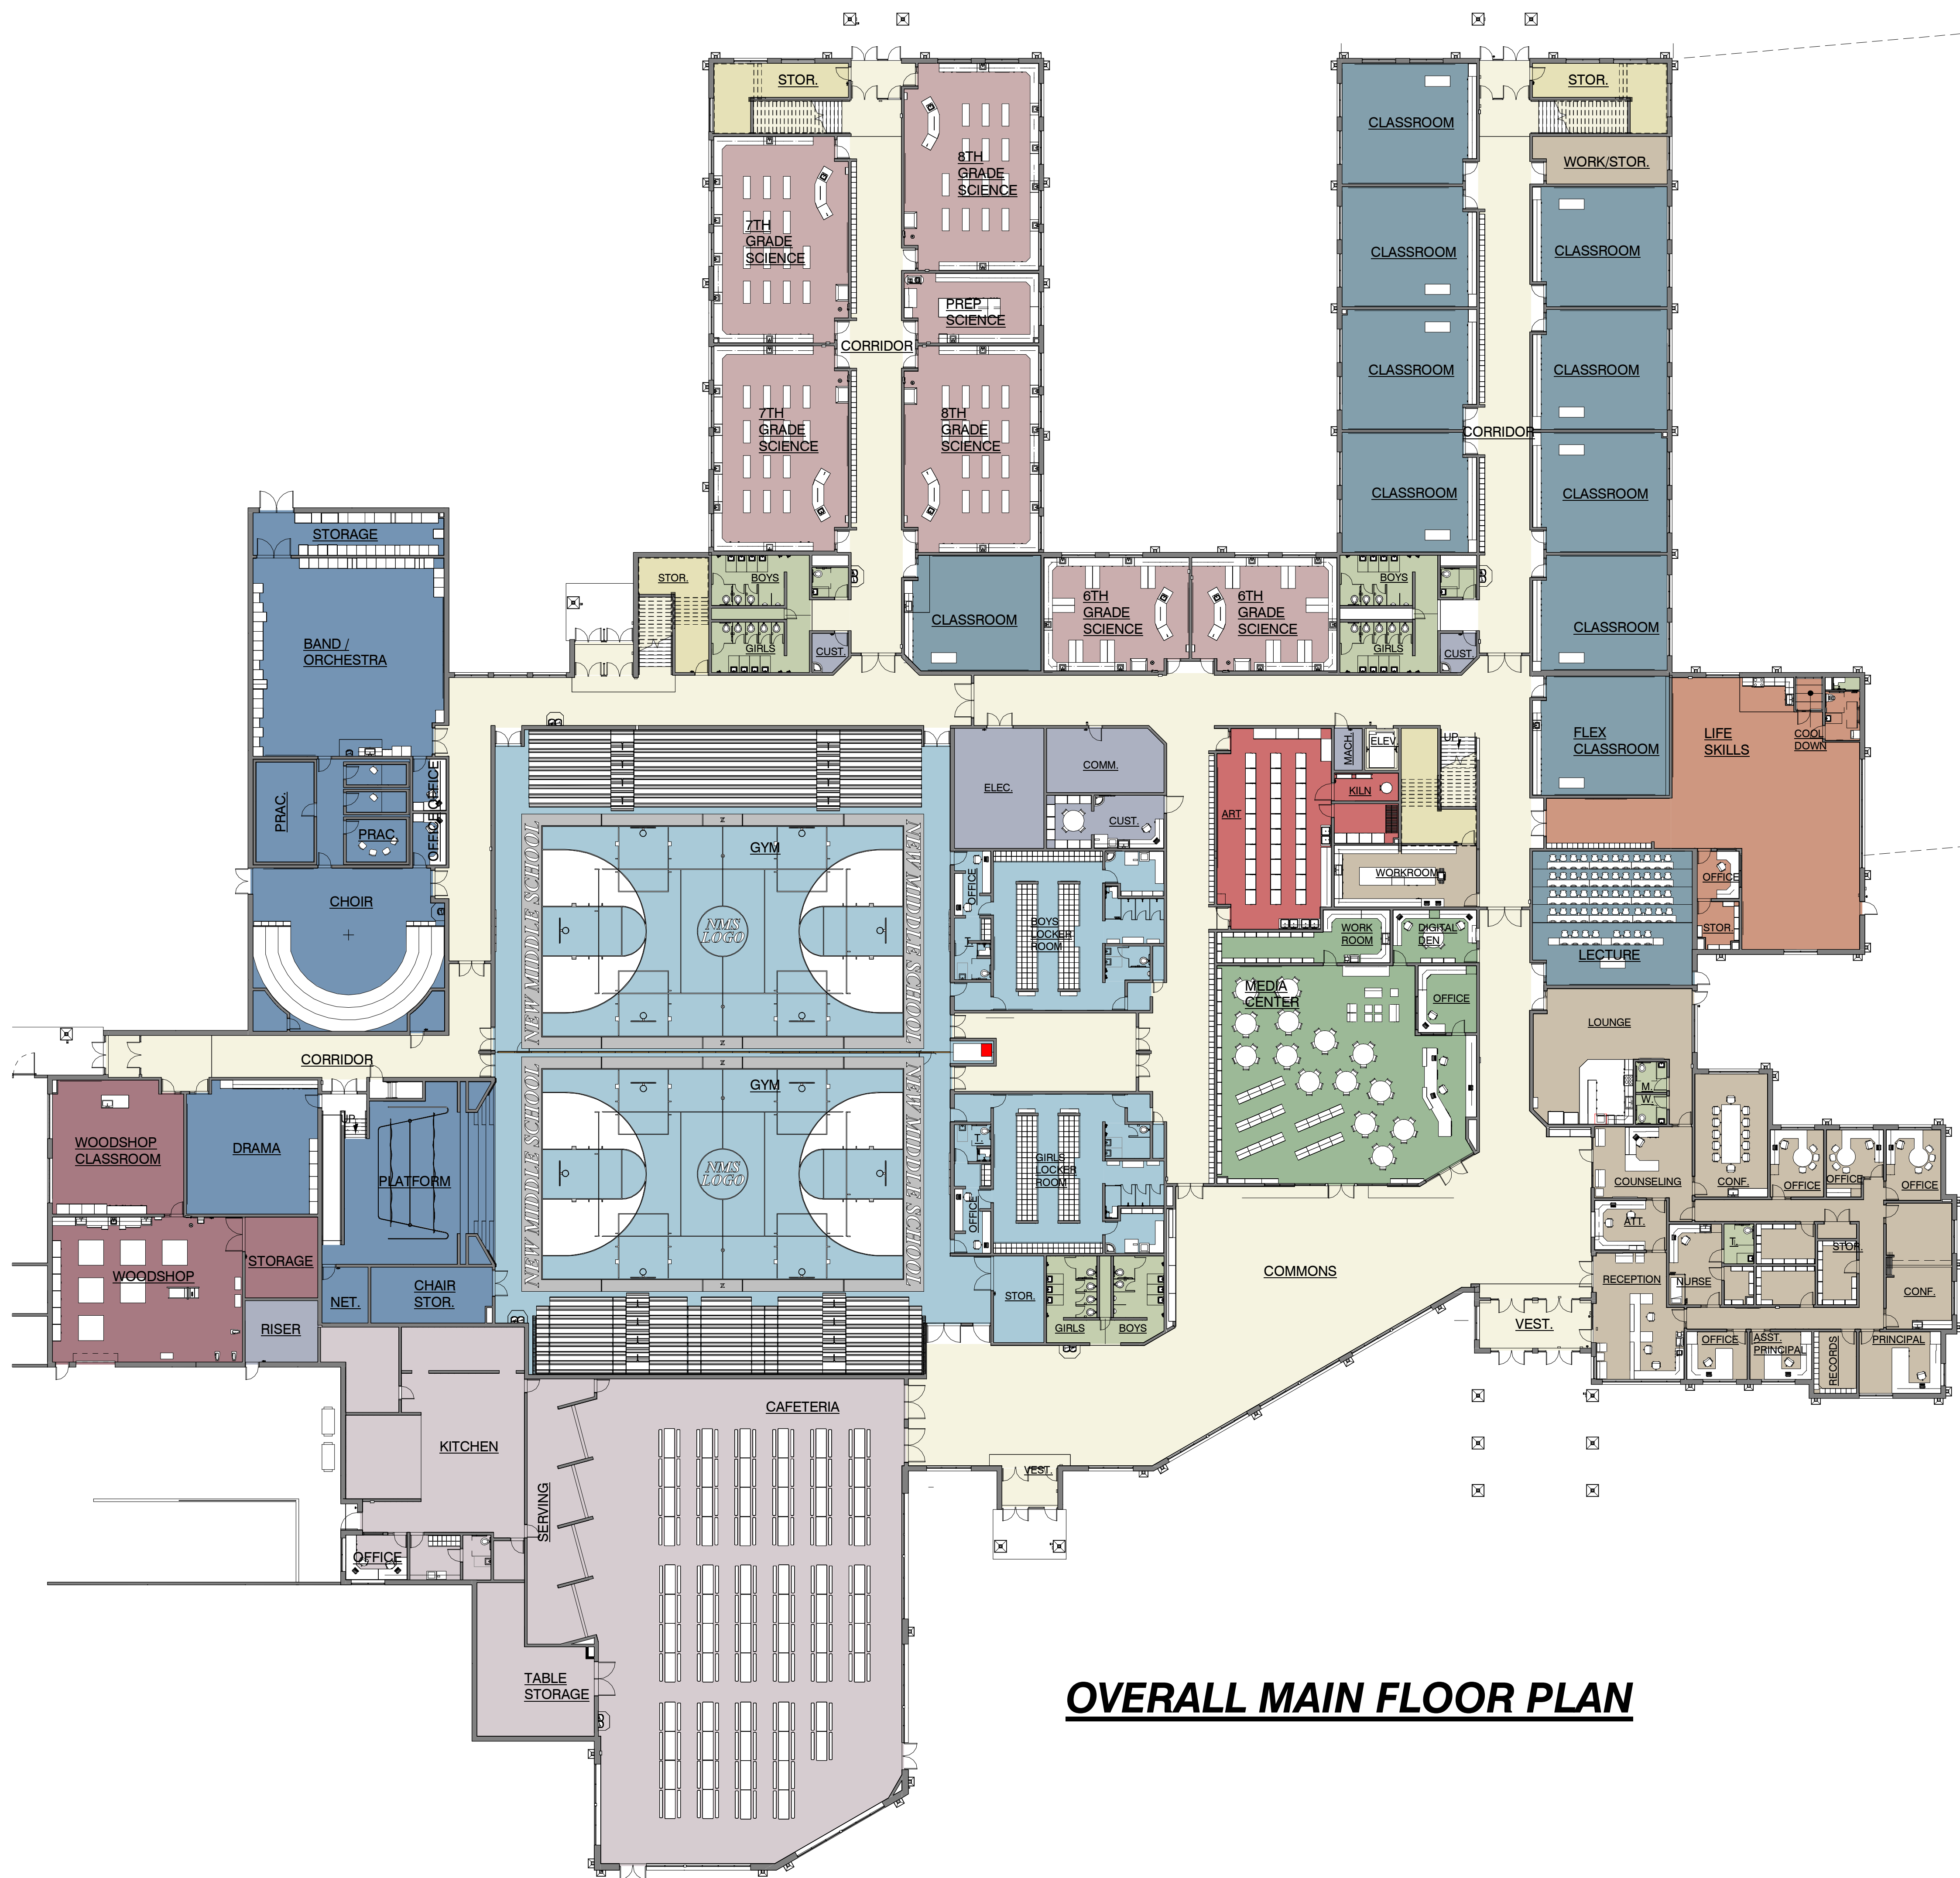 STOR.
STOR.
CLASSROOM
8TH
GRADE
SCIENCE
WORK/STOR.
7TH
GRADE
SCIENCE
CLASSROOM
CLASSROOM
PREP
SCIENCE
CORRIDOR
CLASSROOM
CLASSROOM
7TH
GRADE
SCIENCE
8TH
GRADE
SCIENCE
CORRIDOR
CLASSROOM
CLASSROOM
STORAGE
STOR.
BOYS
BOYS
6TH
GRADE
SCIENCE
6TH
GRADE
SCIENCE
CLASSROOM
CLASSROOM
BAND /
ORCHESTRA
GIRLS
CUST.
GIRLS
CUST.
FLEX
CLASSROOM
LIFE
SKILLS
COOL
DOWN
UP
MACH.
ELEV.
COMM.
ELEC.
KILN
CUST.
ART
OFFICE
PRAC.
PRAC.
OFFICE
GYM
NEW MIDDLE SCHOOL
NEW MIDDLE SCHOOL
NMS
LOGO
OFFICE
WORKROOM
OFFICE
CHOIR
BOYS
LOCKER
ROOM
T.
WORK
ROOM
DIGITAL
DEN
STOR.
LECTURE
MEDIA
CENTER
OFFICE
LOUNGE
CORRIDOR
GYM
NEW MIDDLE SCHOOL
NEW MIDDLE SCHOOL
NMS
LOGO
M.
W.
UP
WOODSHOP
CLASSROOM
DRAMA
PLATFORM
T.
GIRLS
LOCKER
ROOM
OFFICE
COUNSELING
CONF.
OFFICE
OFFICE
OFFICE
ATT.
T.
STOR.
COMMONS
WOODSHOP
STORAGE
RECEPTION
NURSE
CONF.
NET.
CHAIR
STOR.
STOR.
RISER
GIRLS
BOYS
VEST.
OFFICE
ASST.
PRINCIPAL
RECORDS
PRINCIPAL
CAFETERIA
KITCHEN
VEST.
SERVING
OFFICE
TABLE
STORAGE
OVERALL MAIN FLOOR PLAN